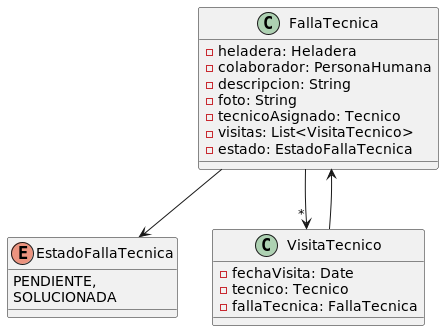 C FallaTecnica
heladera: Heladera
colaborador: PersonaHumana
descripcion: String
foto: String
tecnicoAsignado: Tecnico
visitas: List<VisitaTecnico>
estado: EstadoFallaTecnica
*
E EstadoFallaTecnica
PENDIENTE,
SOLUCIONADA
C VisitaTecnico
fechaVisita: Date
tecnico: Tecnico
fallaTecnica: FallaTecnica